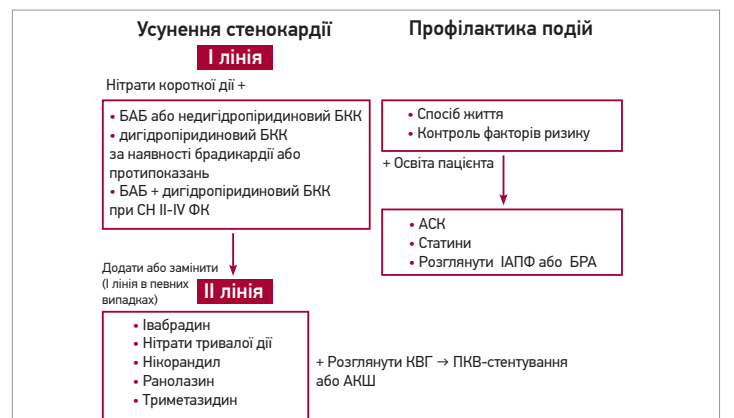 Усунення стенокардії
I лінія
Нітрати короткої дії +
• БАБ або недигідропіридиновий БКК
• дигідропіридиновий БКК
за наявності брадикардії або
протипоказань
• БАБ + дигідропіридиновий БКК
при СН II-IV ФК
Додати або замінити
(I лінія в певних
випадках)
II лінія
• Івабрадин
• Нітрати тривалої дії
• Нікорандил
• Ранолазин
• Триметазидин
+ Розглянути КВГ → ПКВ-стентування
або АКШ
Профілактика подій
• Спосіб життя
• Контроль факторів ризику
+ Освіта пацієнта
• АСК
• Статини
• Розглянути ІАПФ або БРА